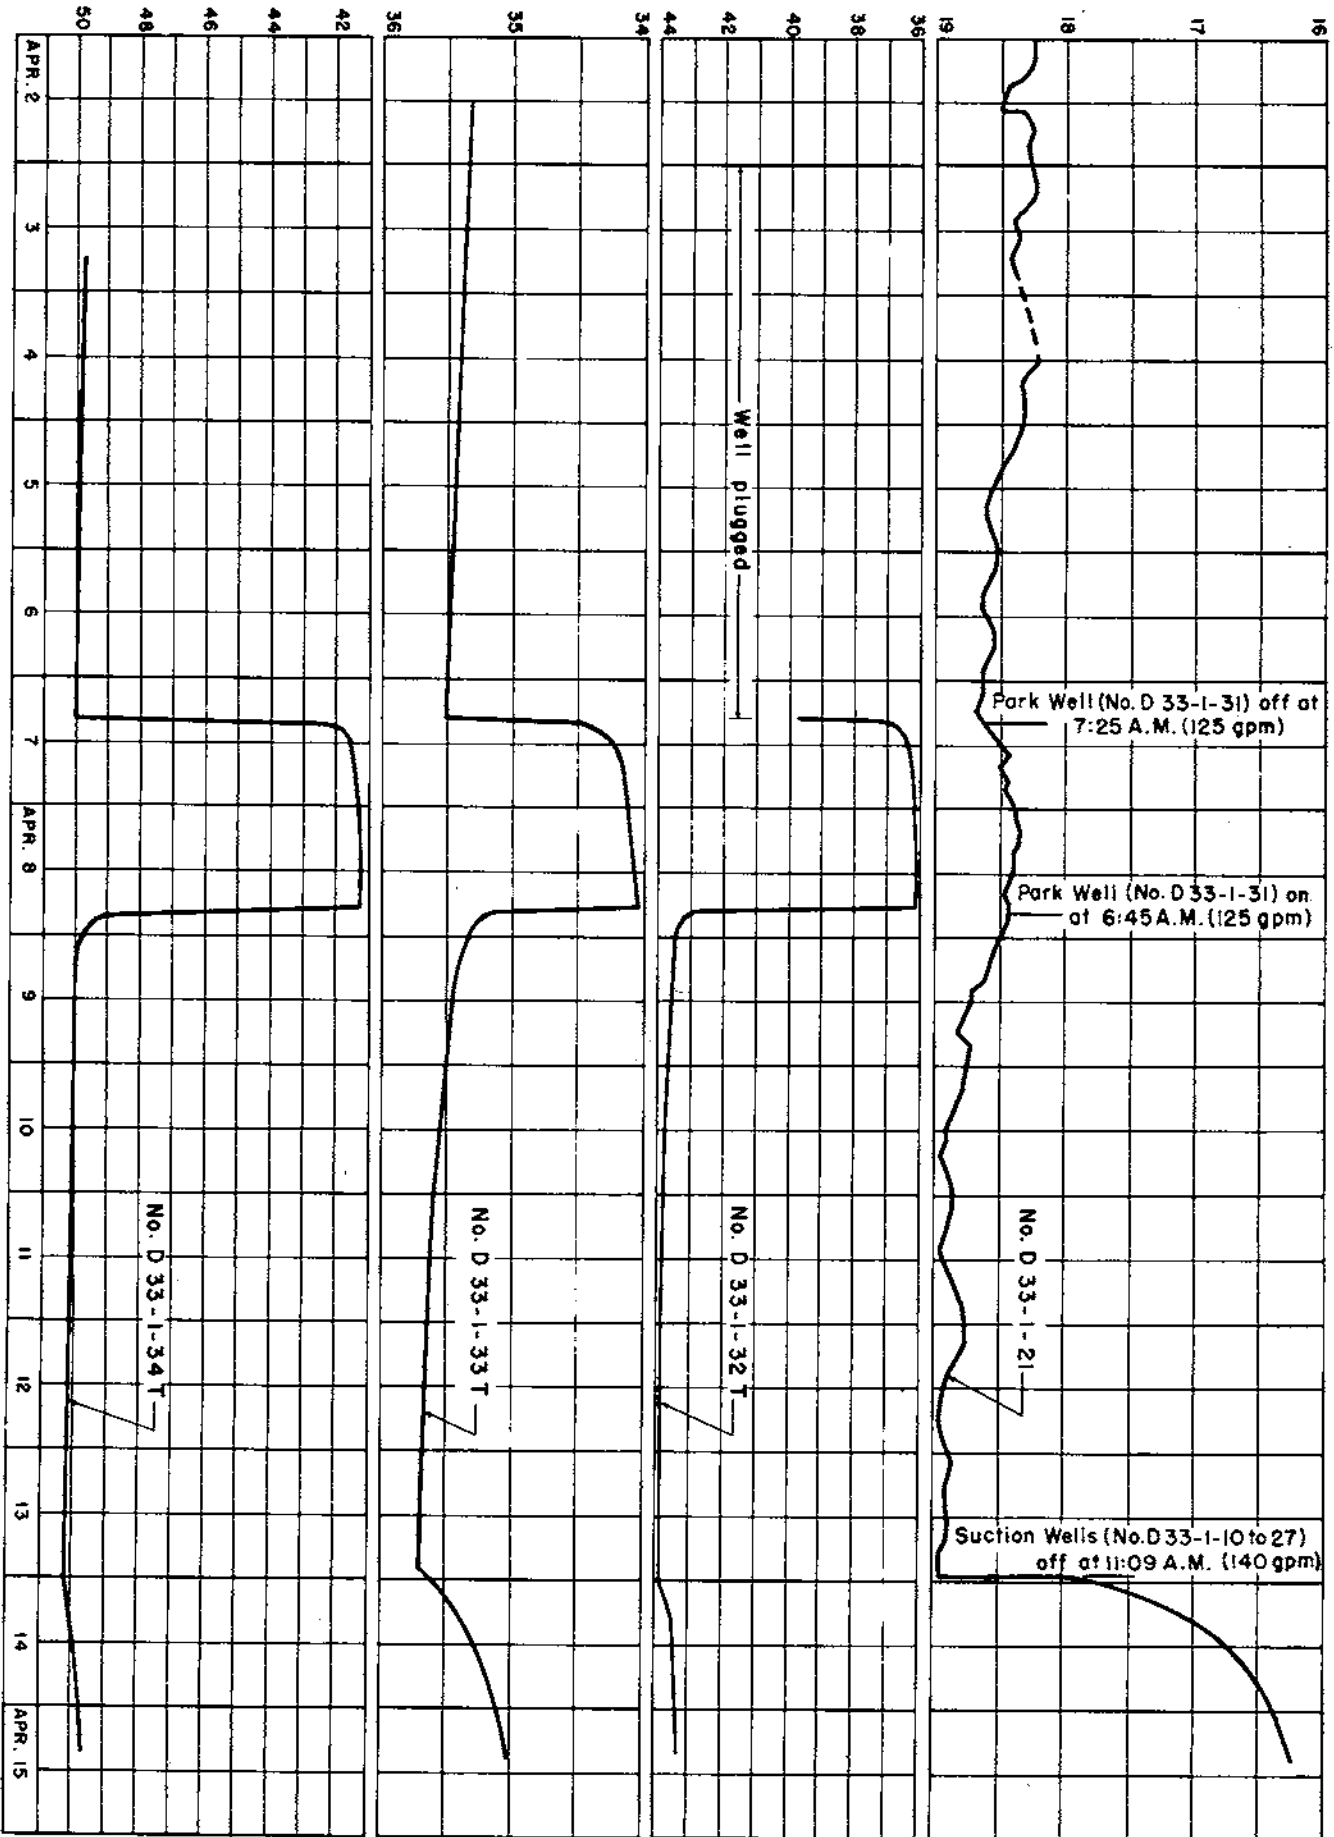 16
17
18
19
No. D 33-1-21
Park Well (No. D 33-1-31) off at
7:25 A.M. (125 gpm)
Park Well (No. D 33-1-31) on
at 6:45 A.M. (125 gpm)
Suction Wells (No. D 33-1-10 to 27)
off at 11:09 A.M. (140 gpm)
36
38
40
42
44
Well plugged
No. D 33-1-32 T
34
35
36
No. D 33-1-33 T
42
44
46
48
50
No. D 33-1-34 T
APR. 2
3
4
5
6
7
APR. 8
9
10
11
12
13
14
APR. 15